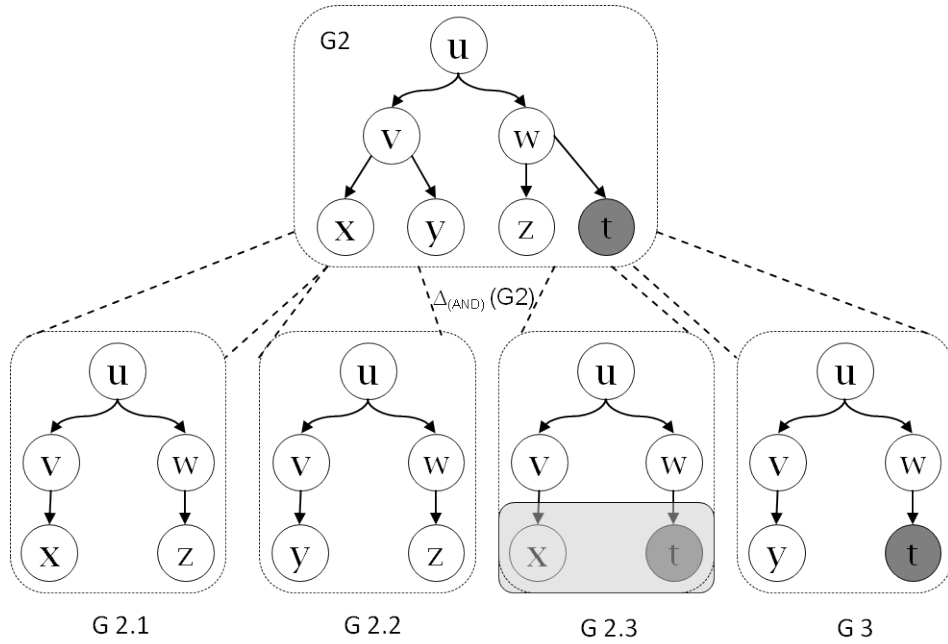 G2
u
v w
x y z t
Δ(AND) (G2)
u u u u
v w v w v w v w
x z y z x t y t
G 2.1 G 2.2 G 2.3 G 3